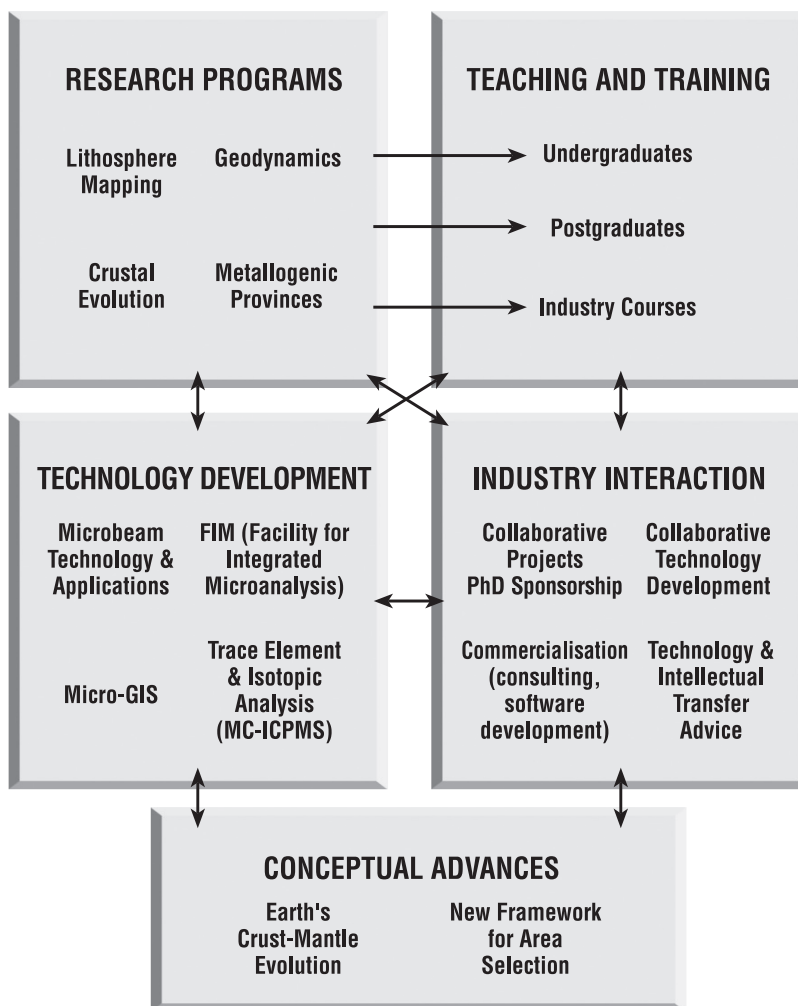 RESEARCH PROGRAMS
Lithosphere
Mapping
Geodynamics
Crustal
Evolution
Metallogenic
Provinces
TEACHING AND TRAINING
Undergraduates
Postgraduates
Industry Courses
TECHNOLOGY DEVELOPMENT
Microbeam
Technology &
Applications
FIM (Facility for
Integrated
Microanalysis)
Micro-GIS
Trace Element
& Isotopic
Analysis
(MC-ICPMS)
INDUSTRY INTERACTION
Collaborative
Projects
PhD Sponsorship
Collaborative
Technology
Development
Commercialisation
(consulting,
software
development)
Technology &
Intellectual
Transfer
Advice
CONCEPTUAL ADVANCES
Earth's
Crust-Mantle
Evolution
New Framework
for Area
Selection